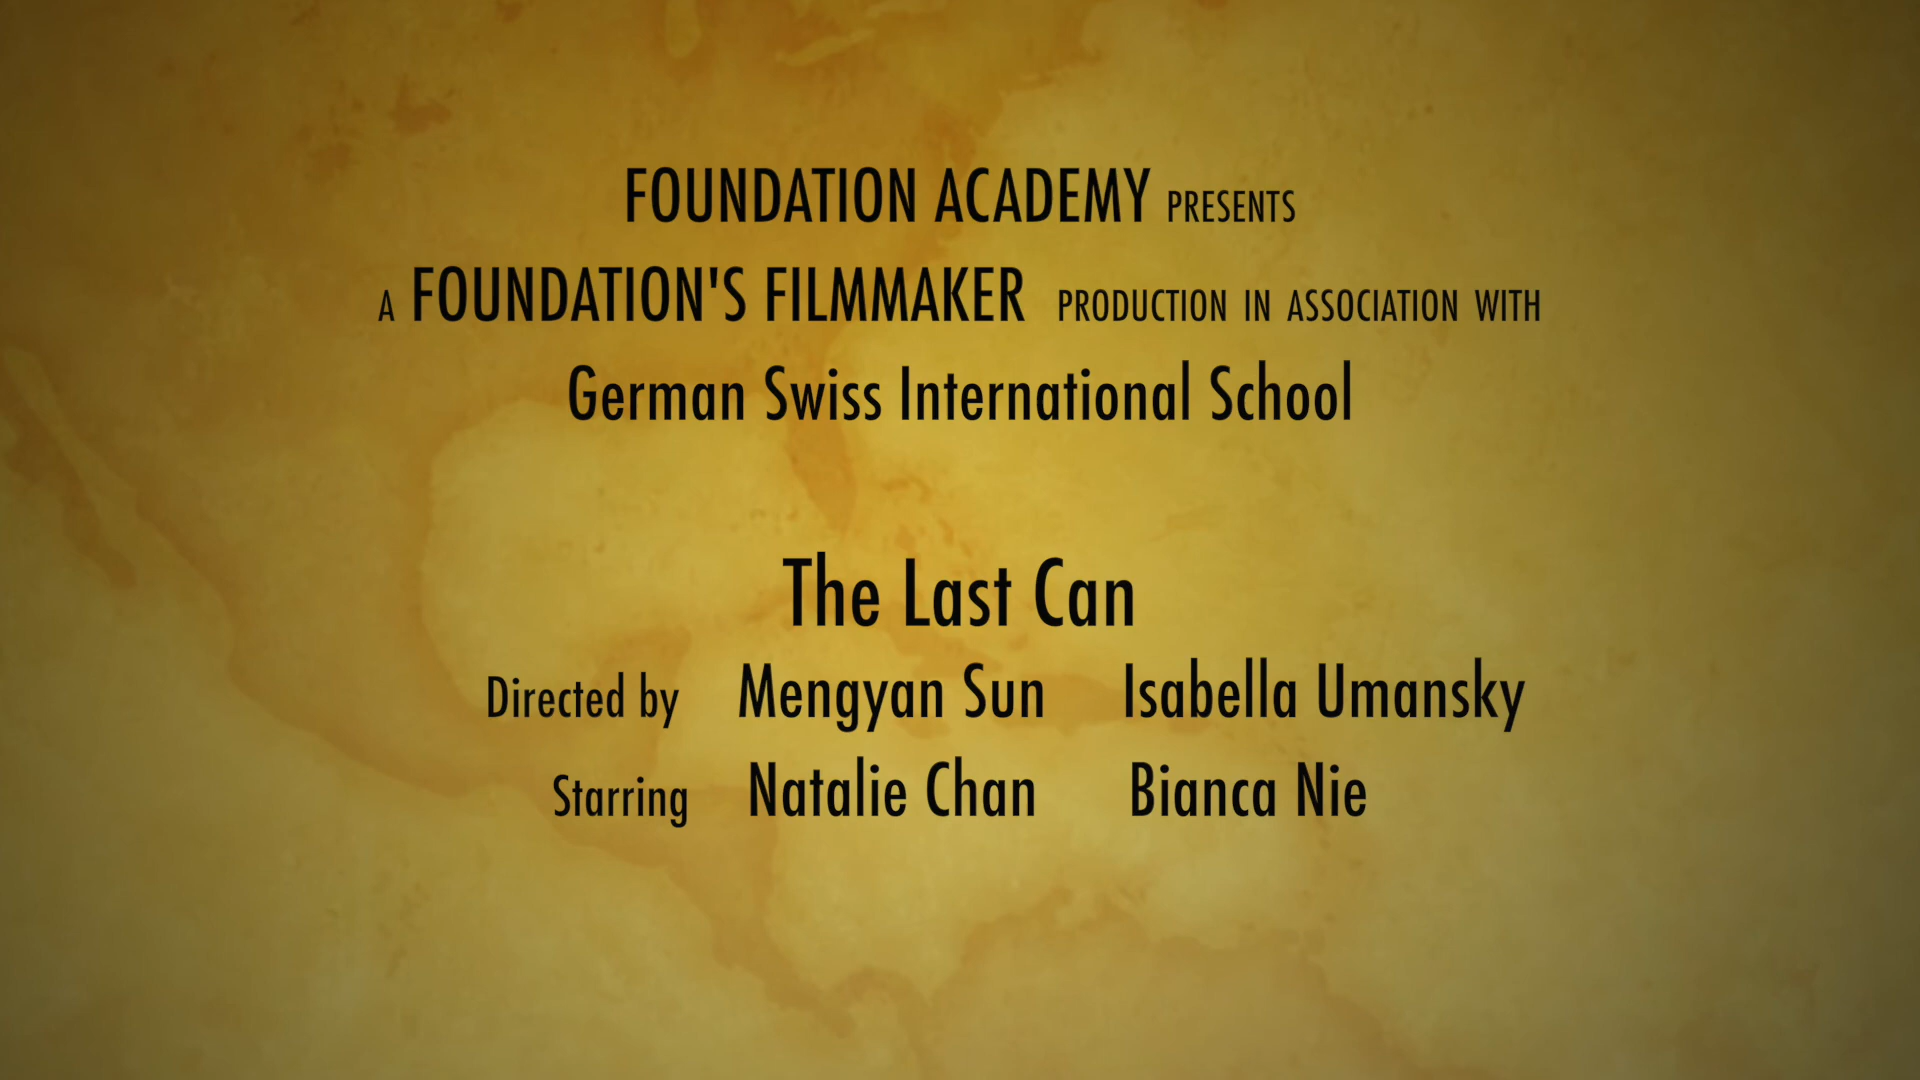 FOUNDATION ACADEMY PRESENTS
A FOUNDATION'S FILMMAKER PRODUCTION IN ASSOCIATION WITH
German Swiss International School
The Last Can
Directed by Mengyan Sun Isabella Umansky
Starring Natalie Chan Bianca Nie